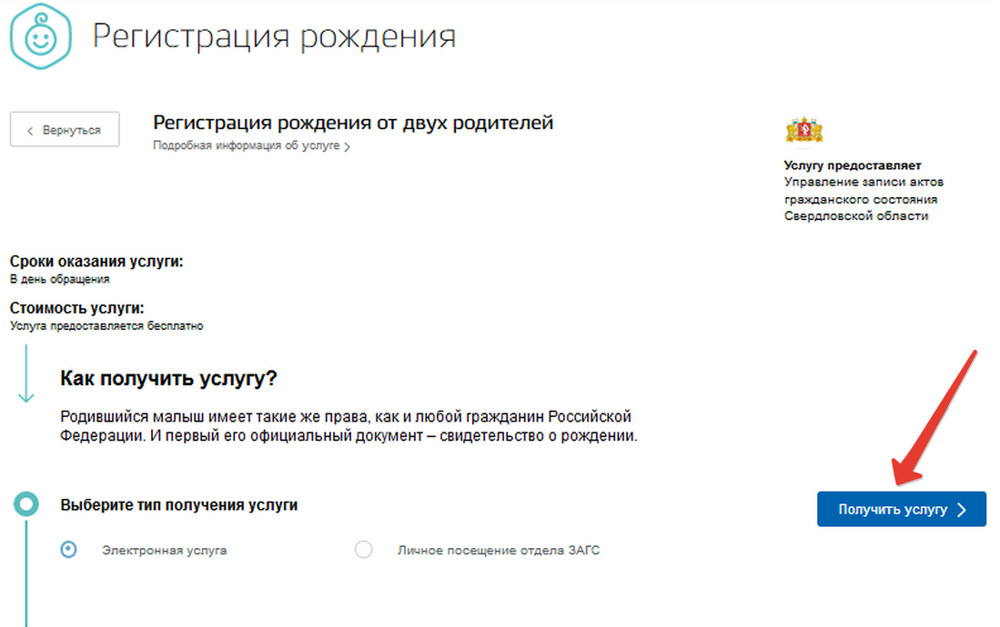 Регистрация рождения
Вернуться
Регистрация рождения от двух родителей
Подробная информация об услуге
Услугу предоставляет
Управление записи актов
гражданского состояния
Свердловской области
Сроки оказания услуги:
В день обращения
Стоимость услуги:
Услуга предоставляется бесплатно
Как получить услугу?
Родившийся малыш имеет такие же права, как и любой гражданин Российской
Федерации. И первый его официальный документ – свидетельство о рождении.
Выберите тип получения услуги
Получить услугу
Электронная услуга
Личное посещение отдела ЗАГС